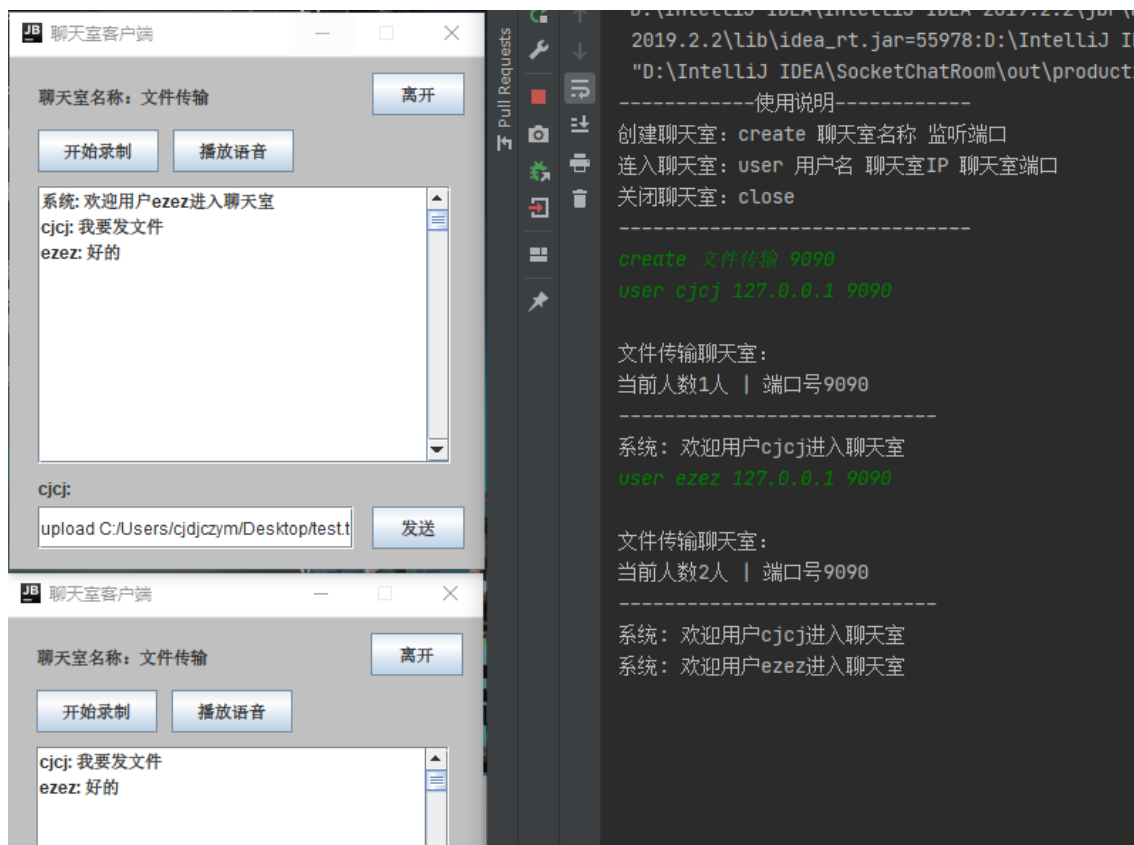 聊天室客户端
聊天室名称：文件传输
离开
开始录制
播放语音
系统: 欢迎用户ezez进入聊天室
cjcj: 我要发文件
ezez: 好的
cjcj:
upload C:/Users/cjdjczym/Desktop/test.t
发送
聊天室客户端
聊天室名称：文件传输
离开
开始录制
播放语音
cjcj: 我要发文件
ezez: 好的
Pull Requests
D:\IntelliJ IDEA\IntelliJ IDEA 2019.2.2\jbr\
2019.2.2\lib\idea_rt.jar=55978:D:\IntelliJ I
"D:\IntelliJ IDEA\SocketChatRoom\out\product
------------使用说明------------
创建聊天室：create 聊天室名称 监听端口
连入聊天室：user 用户名 聊天室IP 聊天室端口
关闭聊天室：close
-------------------------------
create 文件传输 9090
user cjcj 127.0.0.1 9090
文件传输聊天室：
当前人数1人 | 端口号9090
----------------------------
系统: 欢迎用户cjcj进入聊天室
user ezez 127.0.0.1 9090
文件传输聊天室：
当前人数2人 | 端口号9090
----------------------------
系统: 欢迎用户cjcj进入聊天室
系统: 欢迎用户ezez进入聊天室